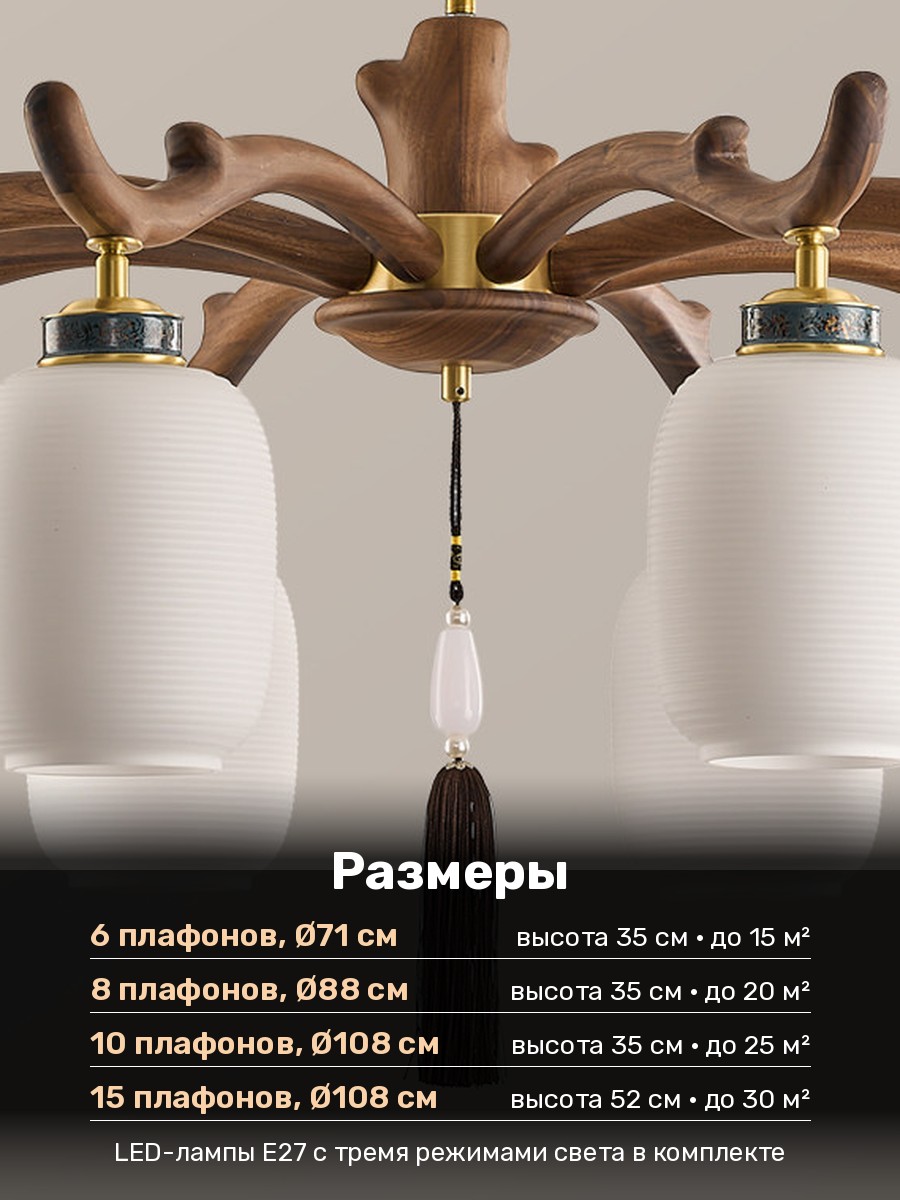 Размеры
6 плафонов, Ø71 см высота 35 см • до 15 м²
8 плафонов, Ø88 см высота 35 см • до 20 м²
10 плафонов, Ø108 см высота 35 см • до 25 м²
15 плафонов, Ø108 см высота 52 см • до 30 м²
LED-лампы E27 с тремя режимами света в комплекте